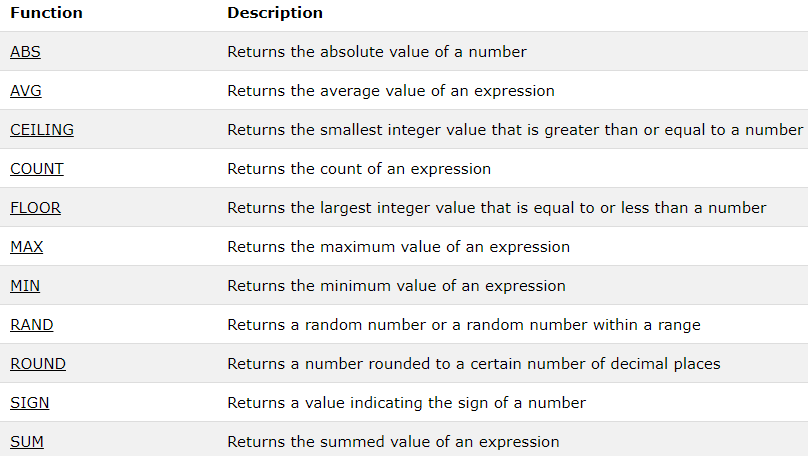 Function Description
ABS Returns the absolute value of a number
AVG Returns the average value of an expression
CEILING Returns the smallest integer value that is greater than or equal to a number
COUNT Returns the count of an expression
FLOOR Returns the largest integer value that is equal to or less than a number
MAX Returns the maximum value of an expression
MIN Returns the minimum value of an expression
RAND Returns a random number or a random number within a range
ROUND Returns a number rounded to a certain number of decimal places
SIGN Returns a value indicating the sign of a number
SUM Returns the summed value of an expression